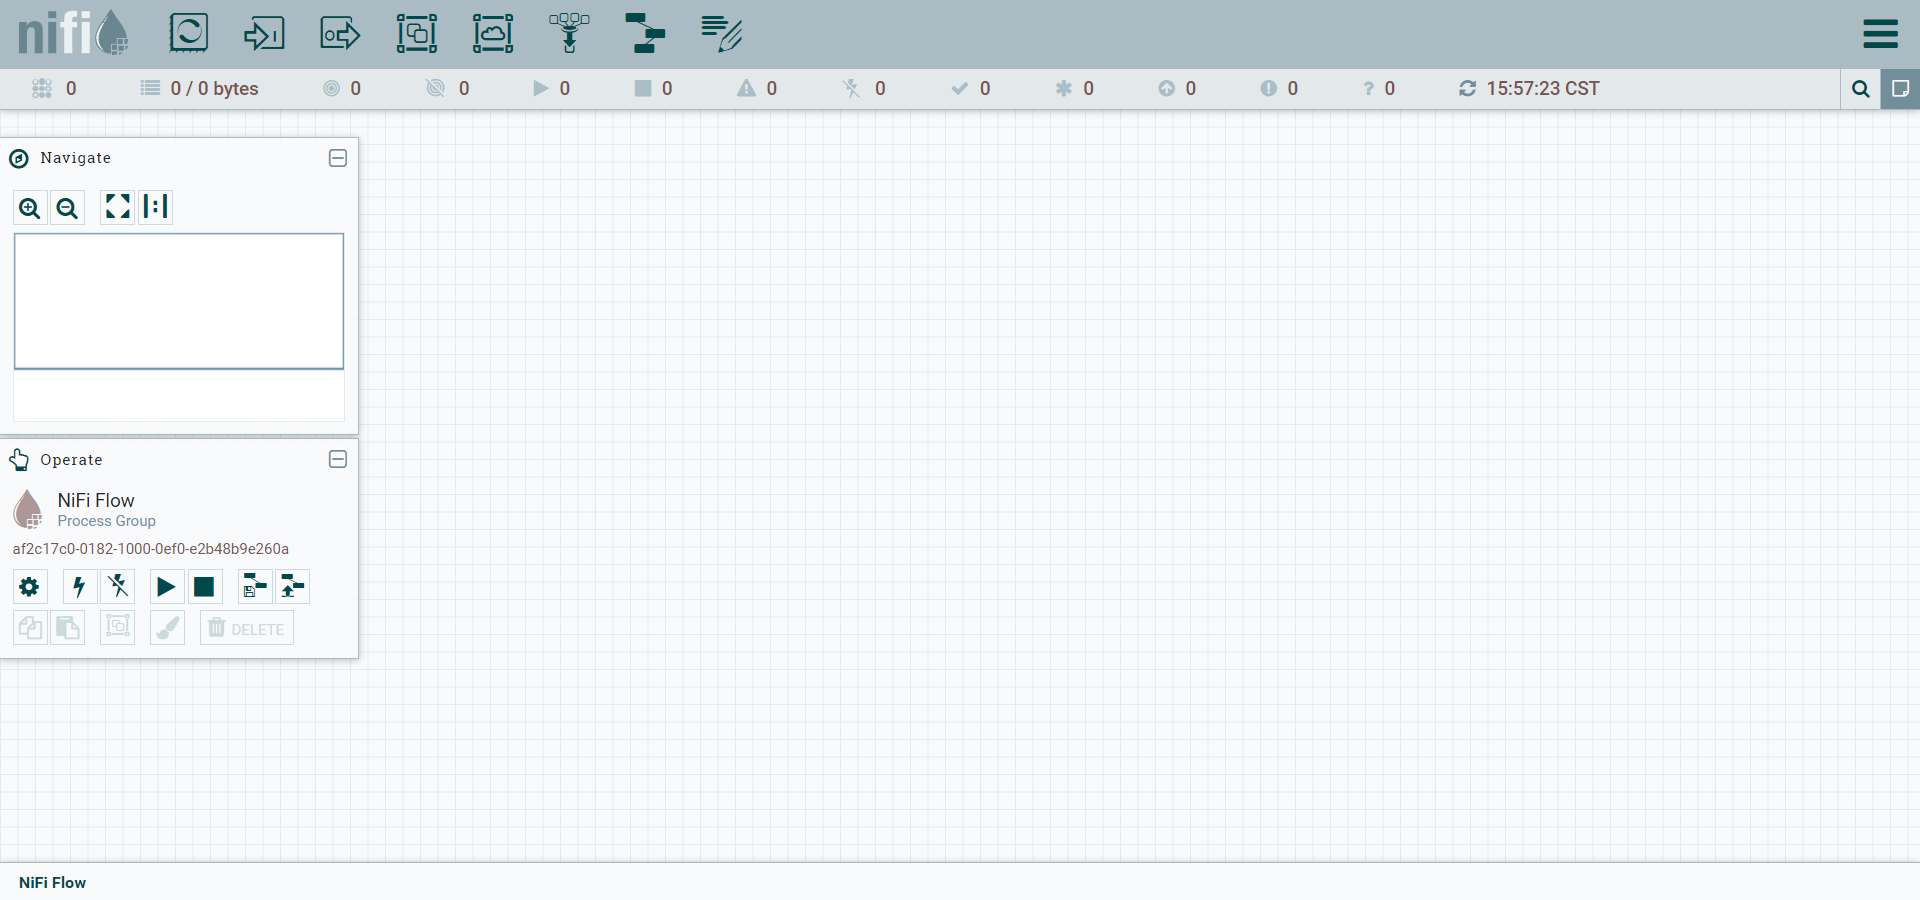 nifi
0
0 / 0 bytes
0
0
0
0
0
0
0
0
0
0
? 0
15:57:23 CST
Navigate
Operate
NiFi Flow
Process Group
af2c17c0-0182-1000-0ef0-e2b48b9e260a
DELETE
NiFi Flow